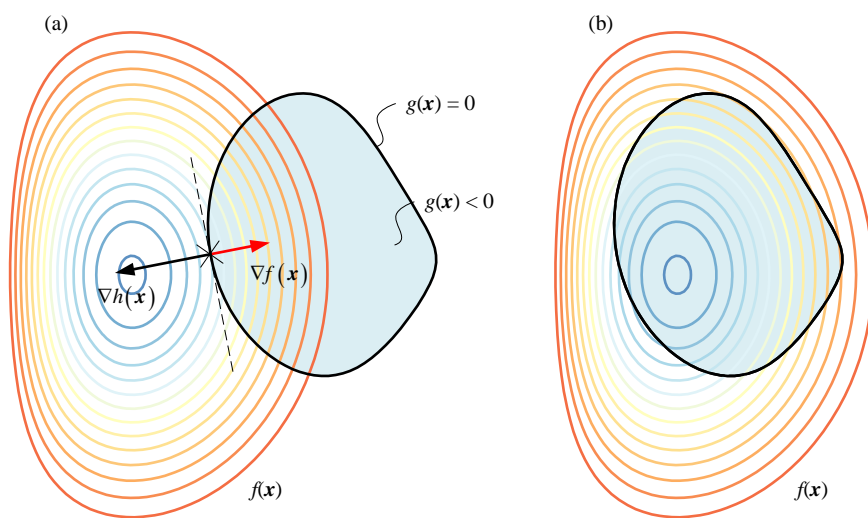 (a)
g(x) = 0
g(x) < 0
∇f(x)
∇h(x)
f(x)
(b)
f(x)